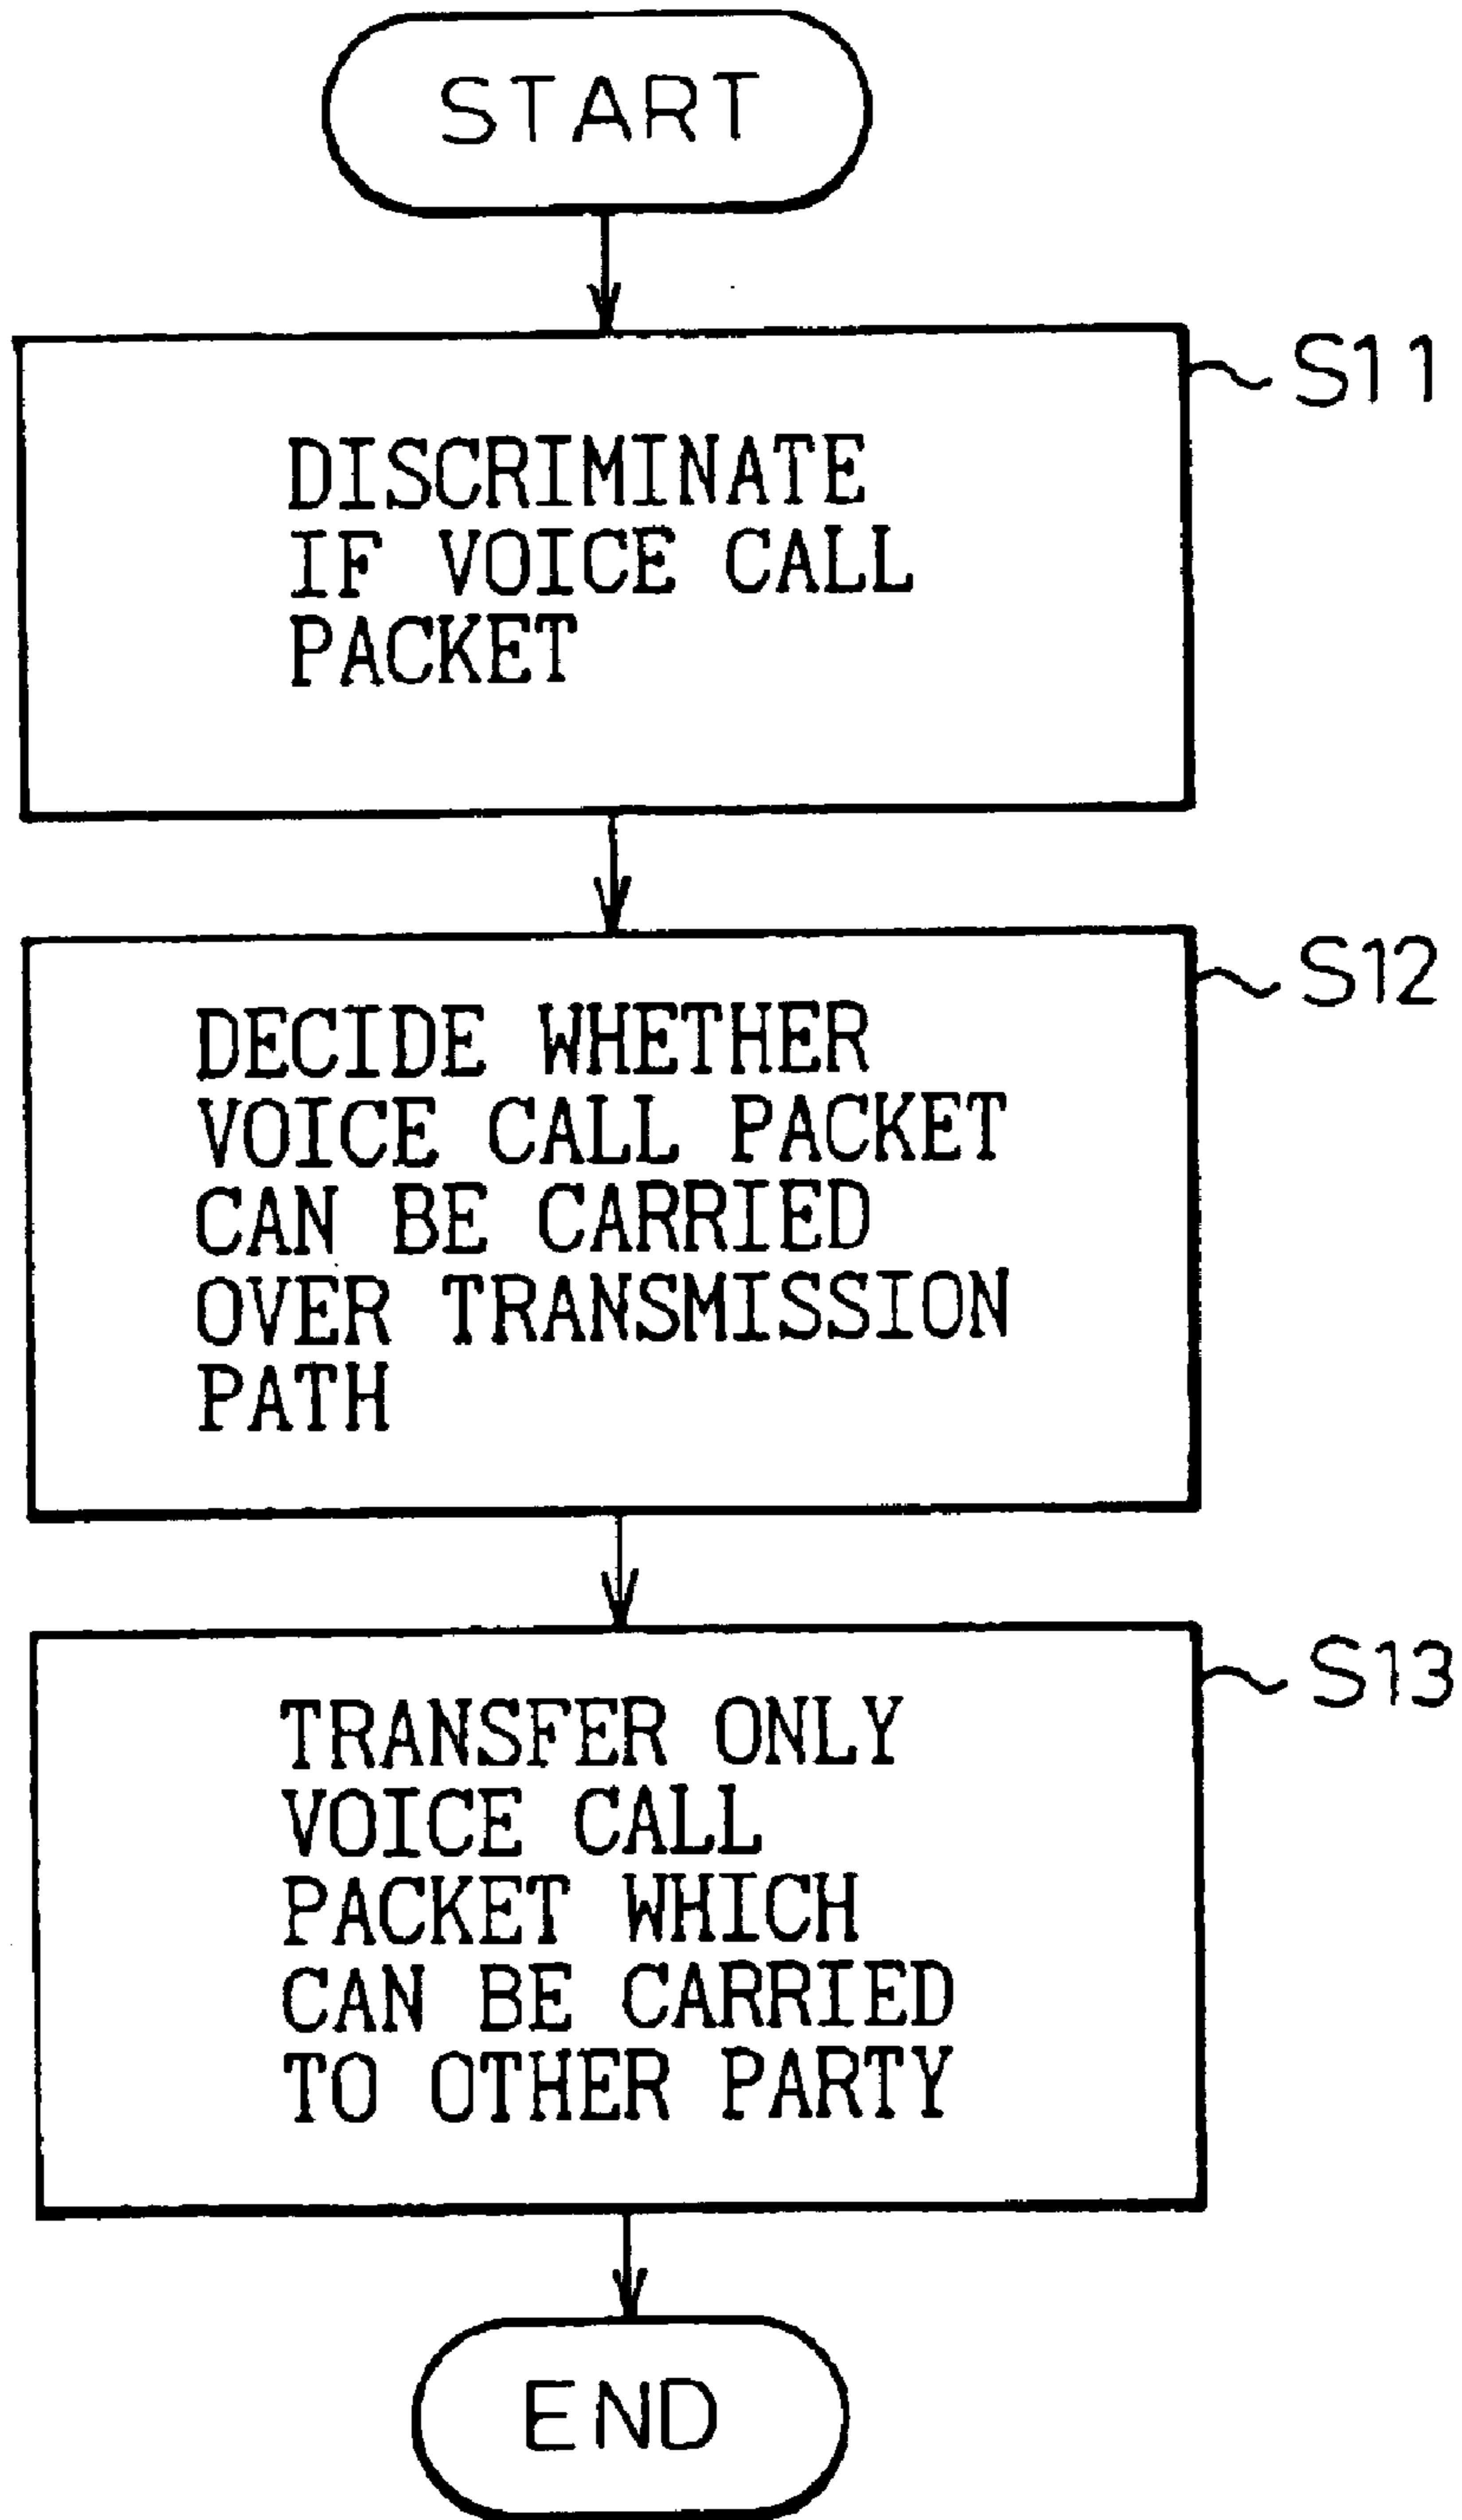 START
S11
DISCRIMINATE
IF VOICE CALL
PACKET
S12
DECIDE WHETHER
VOICE CALL PACKET
CAN BE CARRIED
OVER TRANSMISSION
PATH
S13
TRANSFER ONLY
VOICE CALL
PACKET WHICH
CAN BE CARRIED
TO OTHER PARTY
END